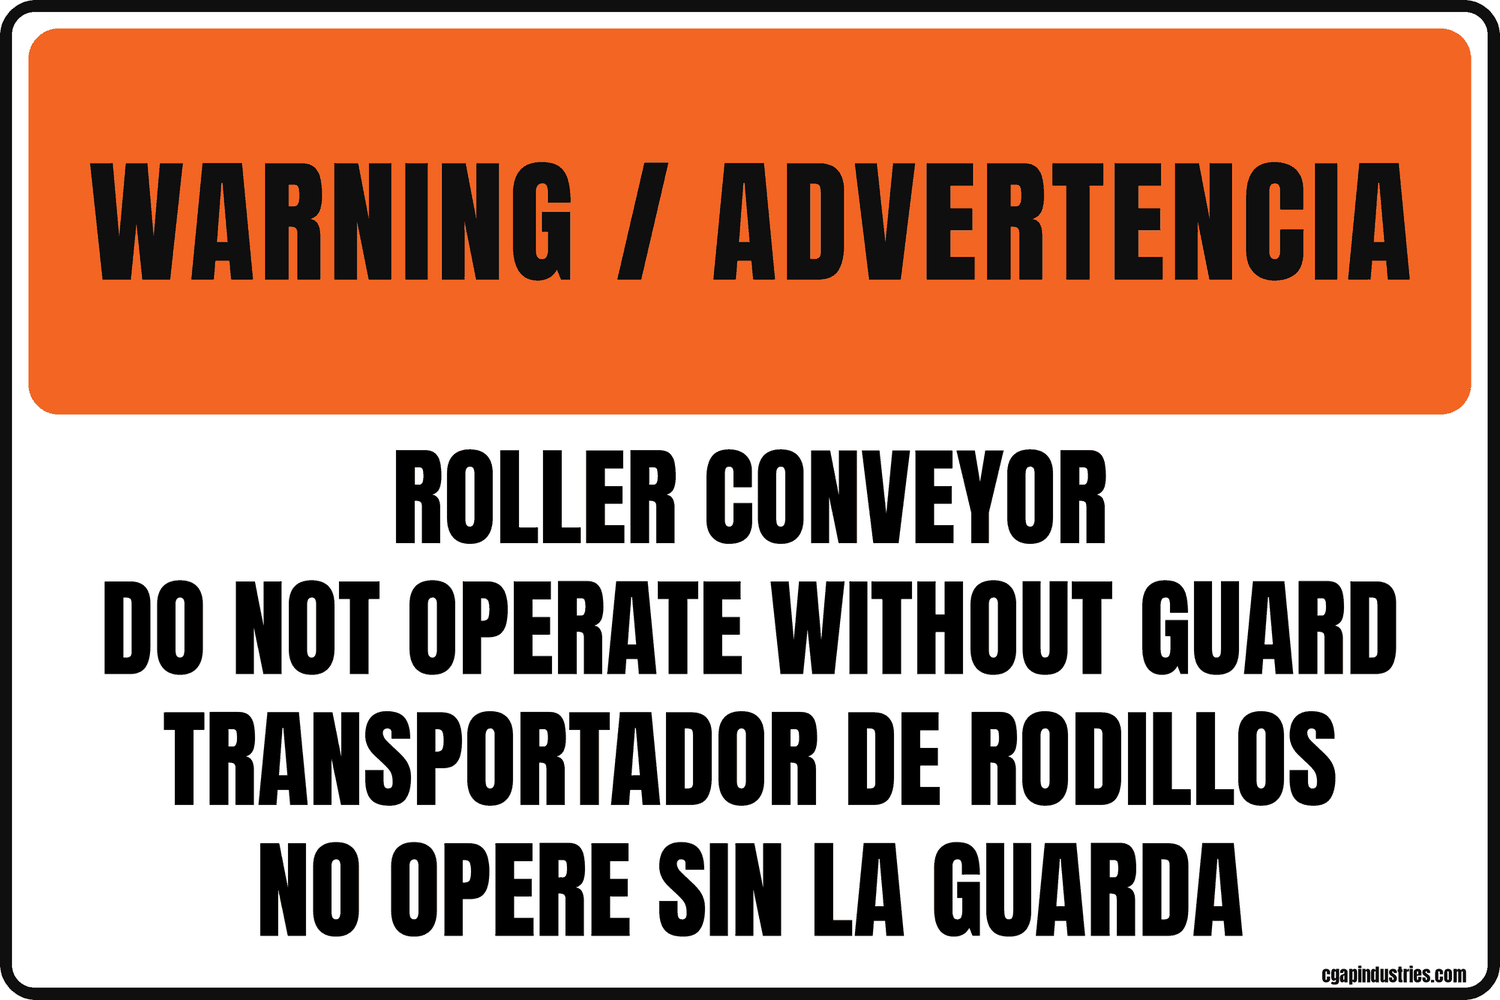 WARNING / ADVERTENCIA
ROLLER CONVEYOR
DO NOT OPERATE WITHOUT GUARD
TRANSPORTADOR DE RODILLOS
NO OPERE SIN LA GUARDA
cgapindustries.com